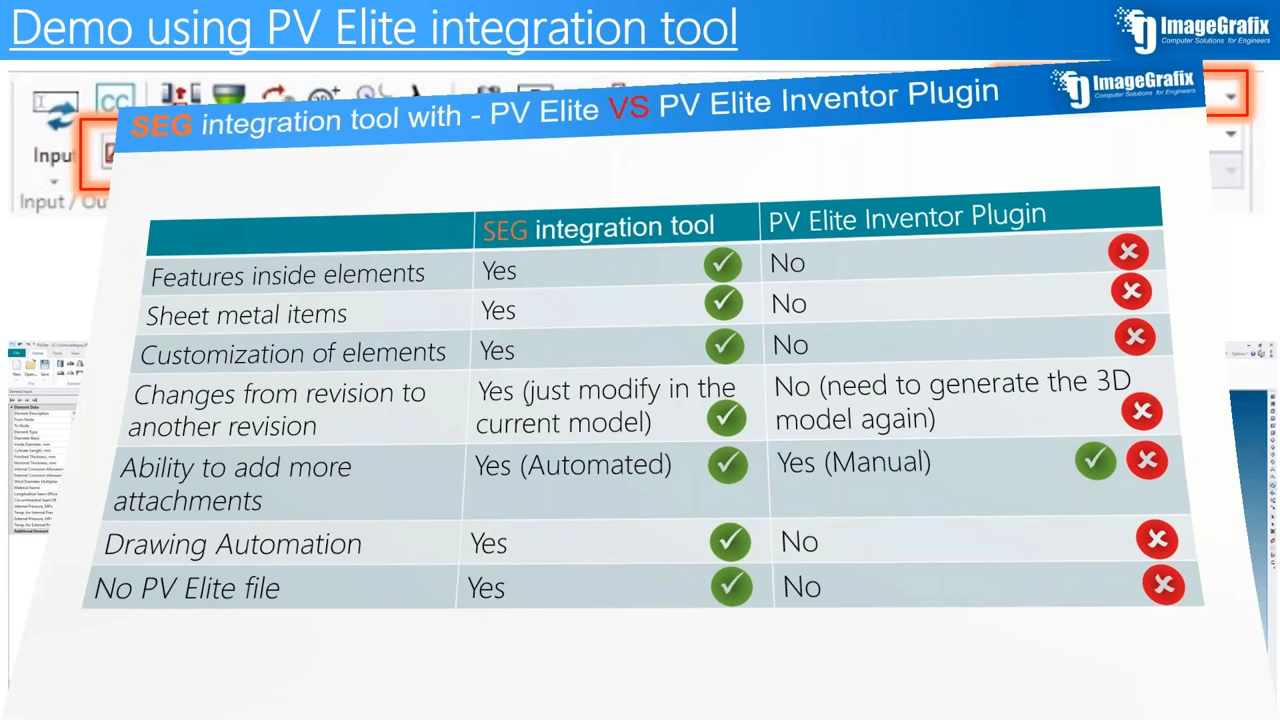 Demo using PV Elite integration tool
ImageGrafix
Computer Solutions for Engineers
CC
Input
Input / Ou
SEG integration tool with - PV Elite VS PV Elite Inventor Plugin
ImageGrafix
Computer Solutions for Engineers
SEG integration tool PV Elite Inventor Plugin
Features inside elements Yes No
Sheet metal items Yes No
Customization of elements Yes No
Changes from revision to another revision Yes (just modify in the current model) No (need to generate the 3D model again)
Ability to add more attachments Yes (Automated) Yes (Manual)
Drawing Automation Yes No
No PV Elite file Yes No